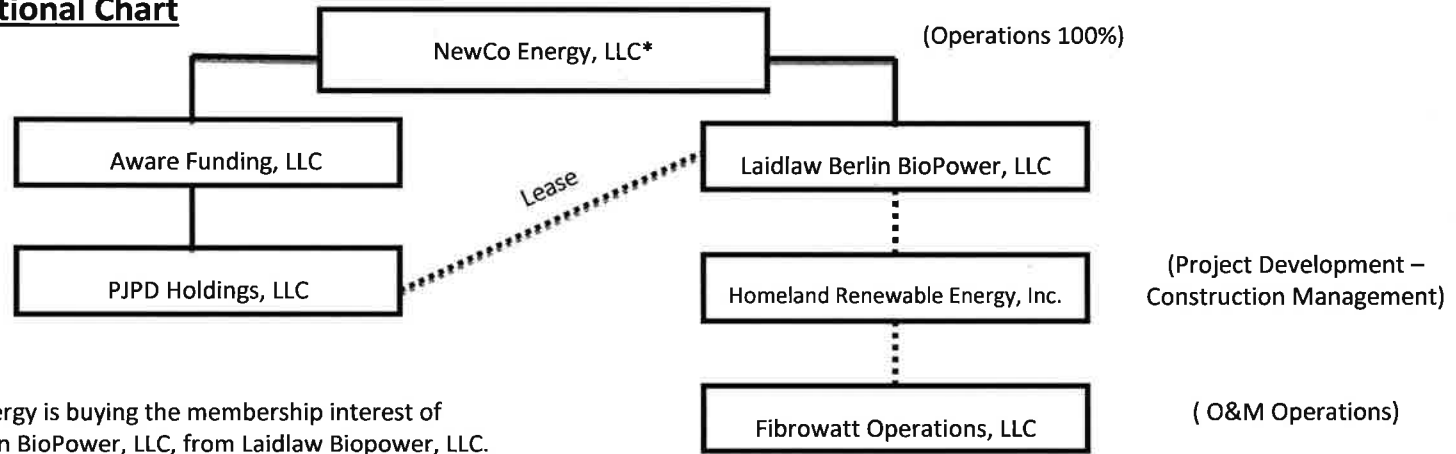 tional Chart
NewCo Energy, LLC*
(Operations 100%)
Aware Funding, LLC
Laidlaw Berlin BioPower, LLC
Lease
PJPD Holdings, LLC
Homeland Renewable Energy, Inc.
(Project Development –
Construction Management)
ergy is buying the membership interest of
n BioPower, LLC, from Laidlaw Biopower, LLC.
Fibrowatt Operations, LLC
( O&M Operations)